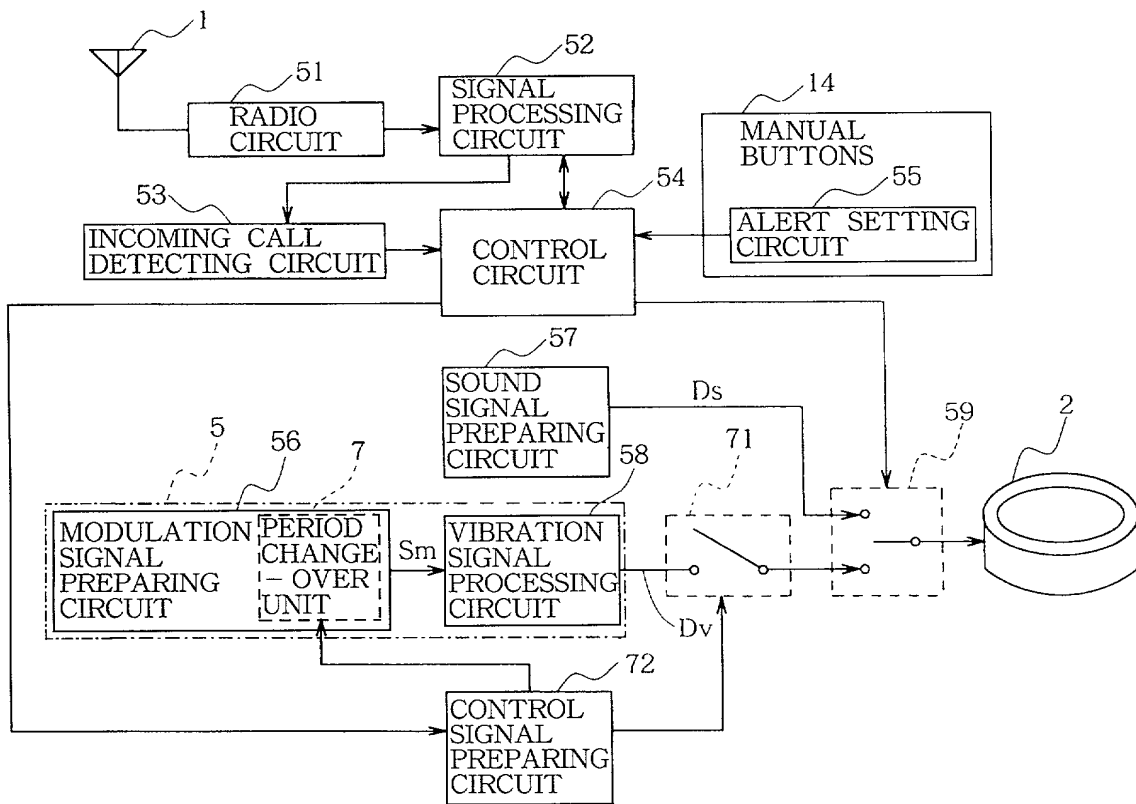 1
51
RADIO
CIRCUIT
52
SIGNAL
PROCESSING
CIRCUIT
14
MANUAL
BUTTONS
55
ALERT SETTING
CIRCUIT
53
INCOMING CALL
DETECTING CIRCUIT
54
CONTROL
CIRCUIT
57
SOUND
SIGNAL
PREPARING
CIRCUIT
Ds
59
2
5
56
7
MODULATION
SIGNAL
PREPARING
CIRCUIT
PERIOD
CHANGE
-OVER
UNIT
Sm
58
VIBRATION
SIGNAL
PROCESSING
CIRCUIT
71
Dv
72
CONTROL
SIGNAL
PREPARING
CIRCUIT